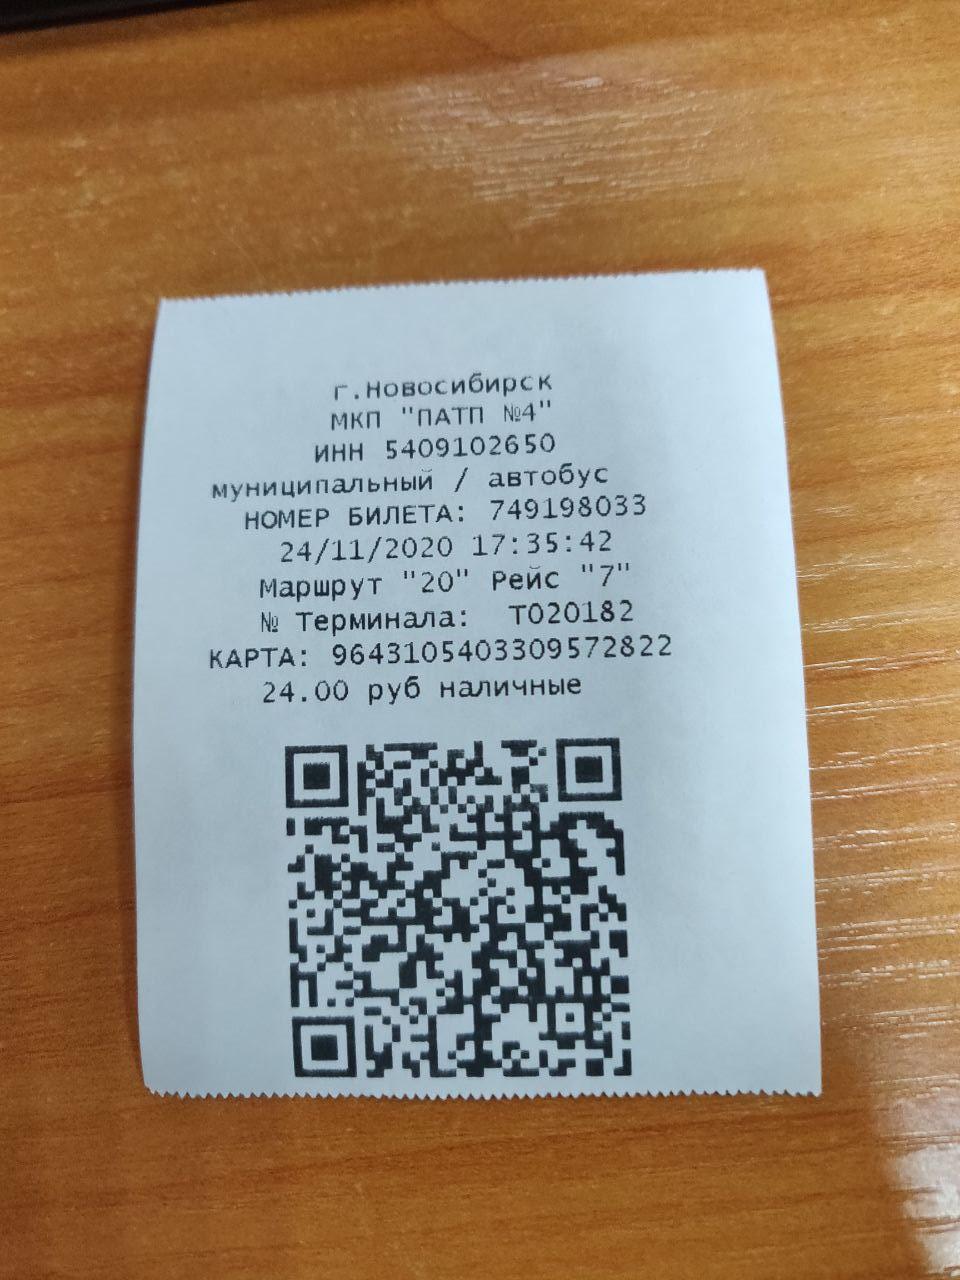 г.Новосибирск
МКП "ПАТП №4"
ИНН 5409102650
муниципальный / автобус
НОМЕР БИЛЕТА: 749198033
24/11/2020 17:35:42
Маршрут "20" Рейс "7"
№ Терминала: Т020182
КАРТА: 9643105403309572822
24.00 руб наличные